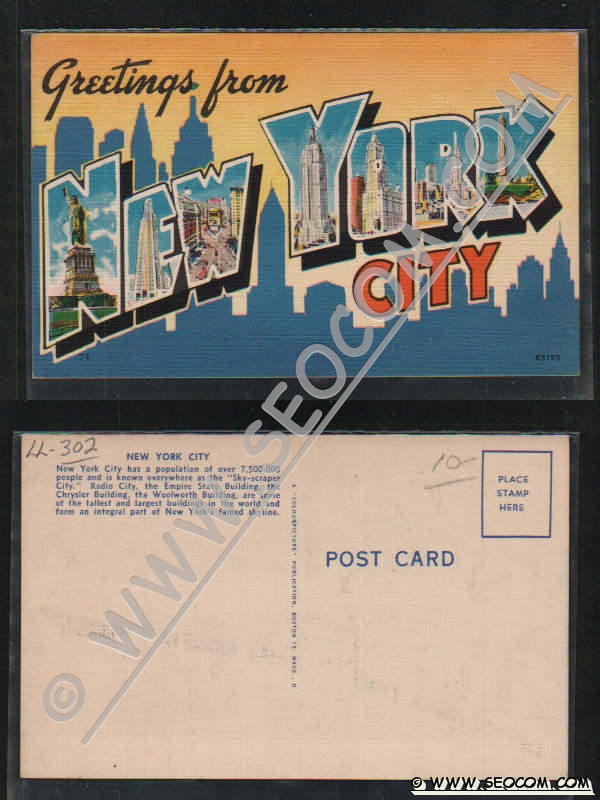 Greetings from
NEW YORK
CITY
71
K5195
© WWW.SEOCOM.COM
LL-302
NEW YORK CITY
New York City has a population of over 7,500,000
people and is known everywhere as the "Sky-scraper
City." Radio City, the Empire State Building, the
Chrysler Building, the Woolworth Building, are some
of the tallest and largest buildings in the world and
form an integral part of New York's famed skyline.
A "COLOURPICTURE" PUBLICATION, BOSTON 15, MASS., U
10-
PLACE
STAMP
HERE
POST CARD
© WWW.SEOCOM.COM